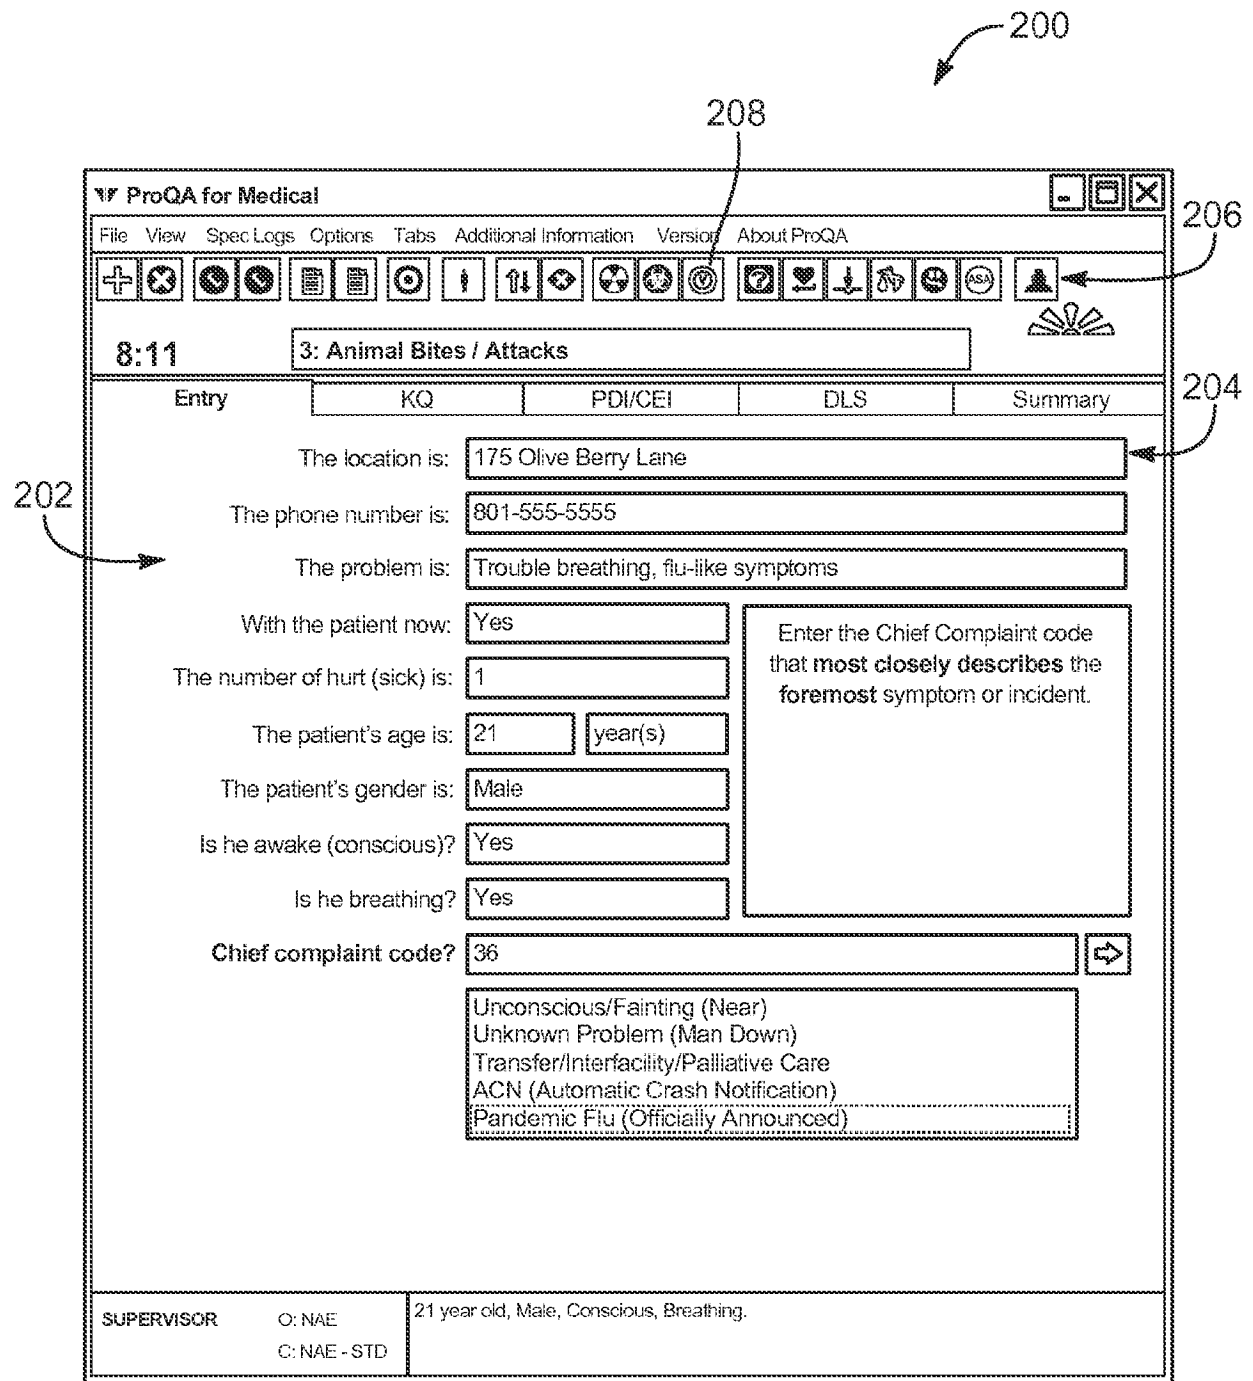 200
208
ProQA for Medical
206
File View Spec Logs Options Tabs Additional Information Version About ProQA
? ASA
8:11 3: Animal Bites / Attacks
204
Entry KQ PDI/CEI DLS Summary
The location is: 175 Olive Berry Lane
202
The phone number is: 801-555-5555
The problem is: Trouble breathing, flu-like symptoms
With the patient now: Yes
Enter the Chief Complaint code
that most closely describes the
foremost symptom or incident.
The number of hurt (sick) is: 1
The patient's age is: 21 year(s)
The patient's gender is: Male
Is he awake (conscious)? Yes
Is he breathing? Yes
Chief complaint code? 36
Unconscious/Fainting (Near)
Unknown Problem (Man Down)
Transfer/Interfacility/Palliative Care
ACN (Automatic Crash Notification)
Pandemic Flu (Officially Announced)
SUPERVISOR O: NAE
C: NAE - STD
21 year old, Male, Conscious, Breathing.